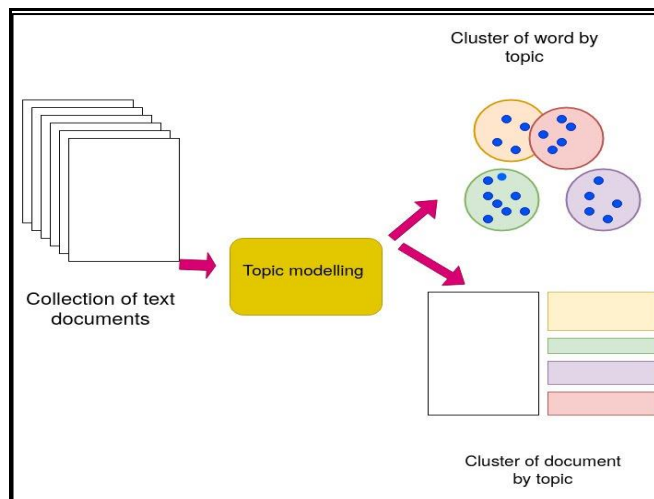 Cluster of word by
topic
Topic modelling
Collection of text
documents
Cluster of document
by topic